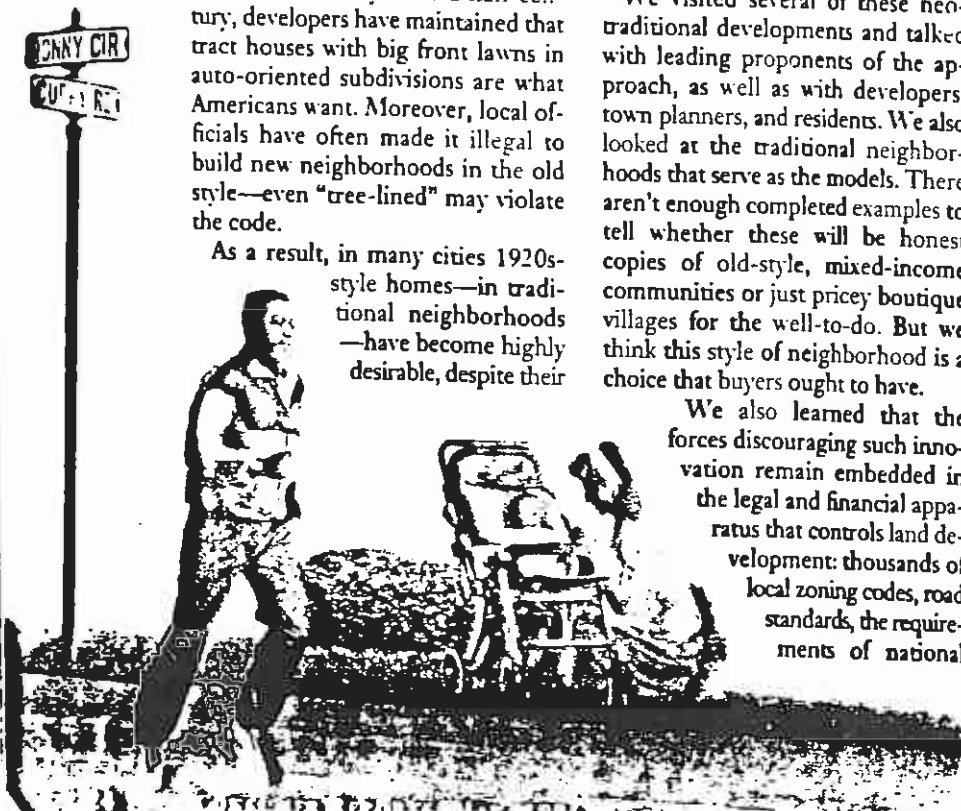 CIR
tury, developers have maintained that
tract houses with big front lawns in
auto-oriented subdivisions are what
Americans want. Moreover, local of-
ficials have often made it illegal to
build new neighborhoods in the old
style—even "tree-lined" may violate
the code.
As a result, in many cities 1920s-
style homes—in tradi-
tional neighborhoods
—have become highly
desirable, despite their
We visited several of these neo-
traditional developments and talked
with leading proponents of the ap-
proach, as well as with developers
town planners, and residents. We also
looked at the traditional neighbor-
hoods that serve as the models. There
aren't enough completed examples to
tell whether these will be honest
copies of old-style, mixed-income
communities or just pricey boutique
villages for the well-to-do. But we
think this style of neighborhood is a
choice that buyers ought to have.
We also learned that the
forces discouraging such inno-
vation remain embedded in
the legal and financial appa-
ratus that controls land de-
velopment: thousands of
local zoning codes, road
standards, the require-
ments of national